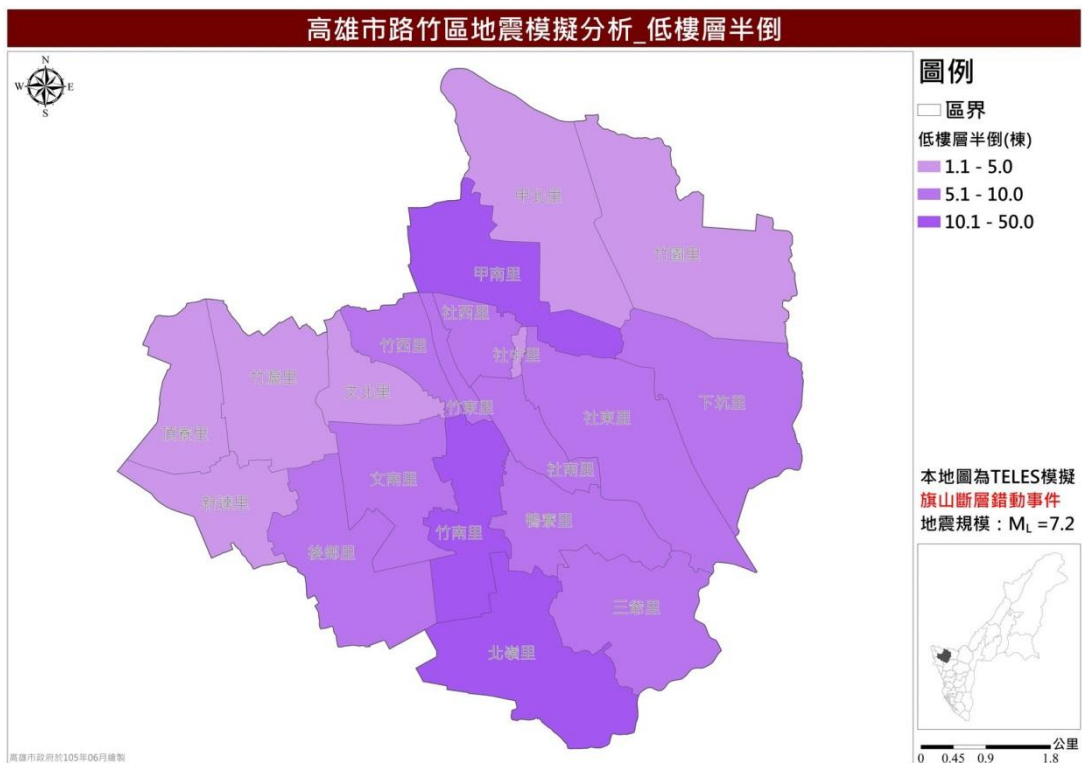 高雄市路竹區地震模擬分析_低樓層半倒
N
W E
S
圖例
區界
低樓層半倒(棟)
1.1 - 5.0
5.1 - 10.0
10.1 - 50.0
甲北里
竹園里
甲南里
社西里
竹西里
社中里
竹滬里
文北里
竹東里
社東里
下坑里
頂寮里
社南里
文南里
新達里
鴨寮里
竹南里
後鄉里
三爺里
北嶺里
本地圖為TELES模擬
旗山斷層錯動事件
地震規模：ML =7.2
公里
0 0.45 0.9 1.8
高雄市政府於105年06月繪製